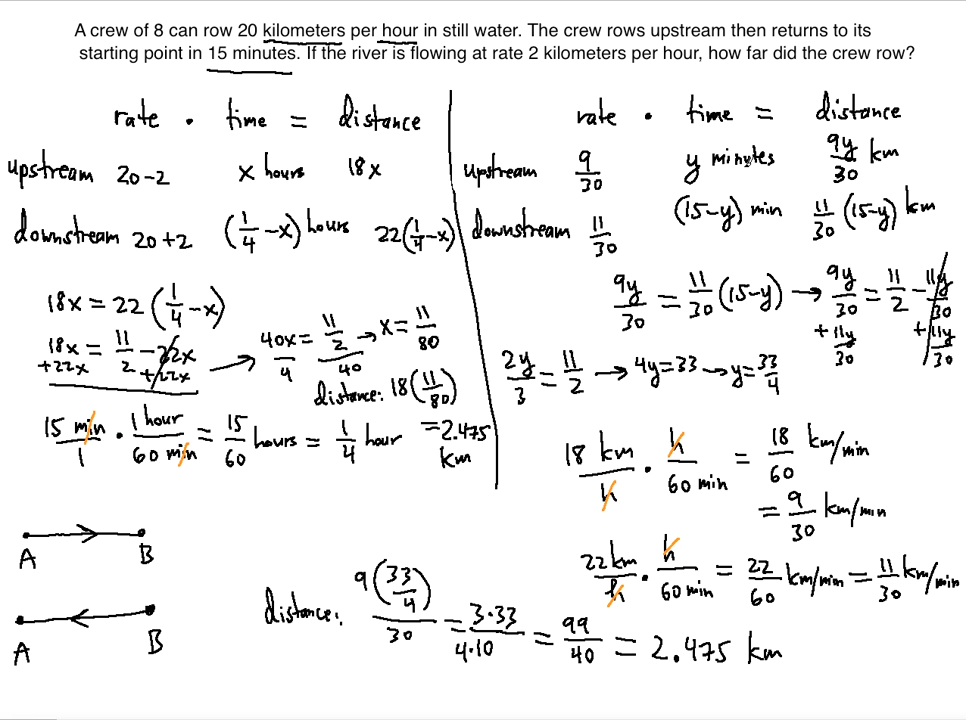 A crew of 8 can row 20 kilometers per hour in still water. The crew rows upstream then returns to its
starting point in 15 minutes. If the river is flowing at rate 2 kilometers per hour, how far did the crew row?
rate · time = distance
upstream 20-2 x hours 18x
downstream 20+2 (1/4 -x) hours 22(1/4 -x)
18x = 22 (1/4 -x)
18x = 11/2 - 22x
+22x +22x
→ 40x/4 = 11/2/40 → x = 11/80
distance: 18(11/80)
= 2.475 km
15 min/1 · 1 hour/60 min = 15/60 hours = 1/4 hour
A B
A B
rate · time = distance
upstream 9/30 y minutes 9y/30 km
downstream 11/30 (15-y) min 11/30 (15-y) km
9y/30 = 11/30 (15-y) → 9y/30 = 11/2 - 11y/30
+ 11y/30 + 11y/30
2y/3 = 11/2 → 4y=33 → y= 33/4
18 km/h · h/60 min = 18/60 km/min
= 9/30 km/min
22 km/h · h/60 min = 22/60 km/min = 11/30 km/min
distance: 9(33/4)/30 = 3·33/4·10 = 99/40 = 2.475 km